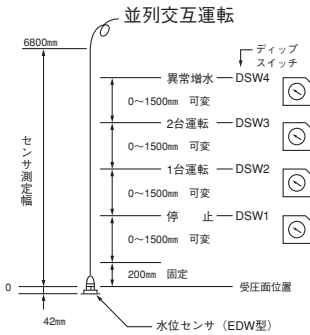 並列交互運転
6800mm
ディップ
スイッチ
異常増水 DSW4
0～1500mm 可変
2台運転 DSW3
0～1500mm 可変
1台運転 DSW2
0～1500mm 可変
停止 DSW1
0～1500mm 可変
200mm 固定
センサ測定幅
0
受圧面位置
42mm
水位センサ（EDW型）